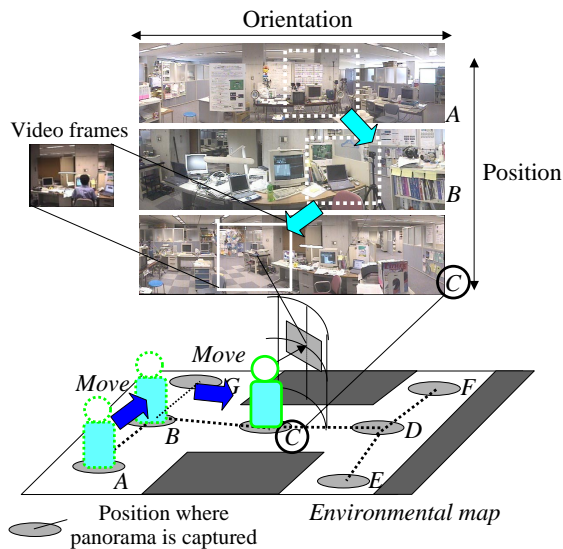 Orientation
A
Video frames
Position
B
C
Move
G
Move
F
B
C
D
A
E
Position where
panorama is captured
Environmental map